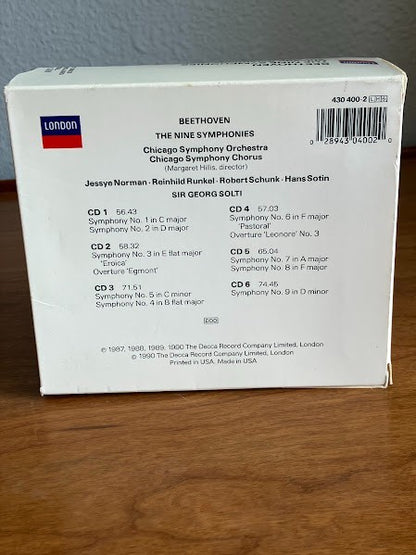 LONDON
430 400-2
0 28943 04002 0
BEETHOVEN
THE NINE SYMPHONIES
Chicago Symphony Orchestra
Chicago Symphony Chorus
(Margaret Hillis, director)
Jessye Norman · Reinhild Runkel · Robert Schunk · Hans Sotin
SIR GEORG SOLTI
CD 1 56.43
Symphony No. 1 in C major
Symphony No. 2 in D major
CD 2 58.32
Symphony No. 3 in E flat major
'Eroica'
Overture 'Egmont'
CD 3 71.51
Symphony No. 5 in C minor
Symphony No. 4 in B flat major
CD 4 57.03
Symphony No. 6 in F major
'Pastoral'
Overture 'Leonore' No. 3
CD 5 65.04
Symphony No. 7 in A major
Symphony No. 8 in F major
CD 6 74.45
Symphony No. 9 in D minor
DDD
℗ 1987, 1988, 1989, 1990 The Decca Record Company Limited, London
© 1990 The Decca Record Company Limited, London
Printed in USA. Made in USA